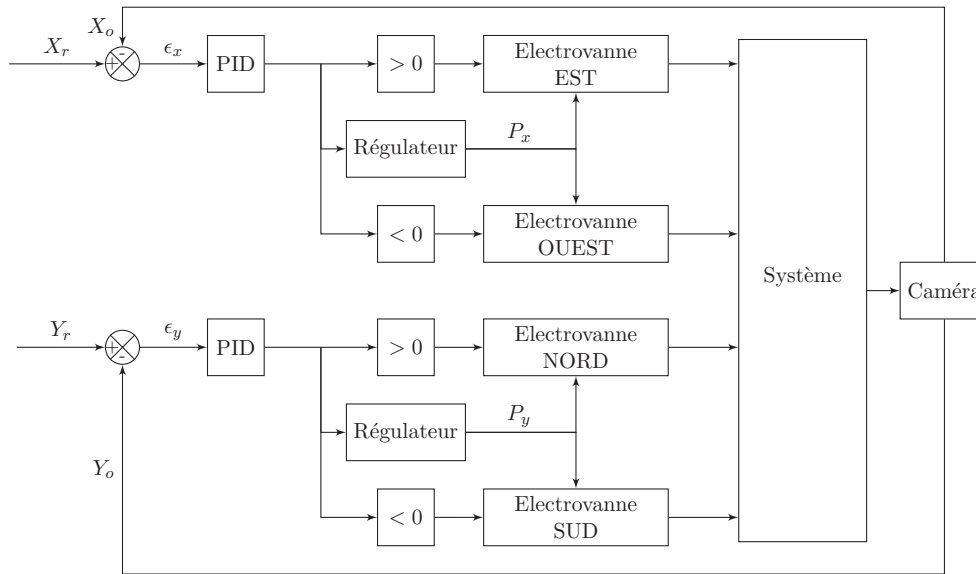 X_o
X_r
-
+
ϵ_x
PID
> 0
Electrovanne
EST
Régulateur
P_x
< 0
Electrovanne
OUEST
Système
Caméra
Y_r
+
-
ϵ_y
PID
> 0
Electrovanne
NORD
Régulateur
P_y
Y_o
< 0
Electrovanne
SUD